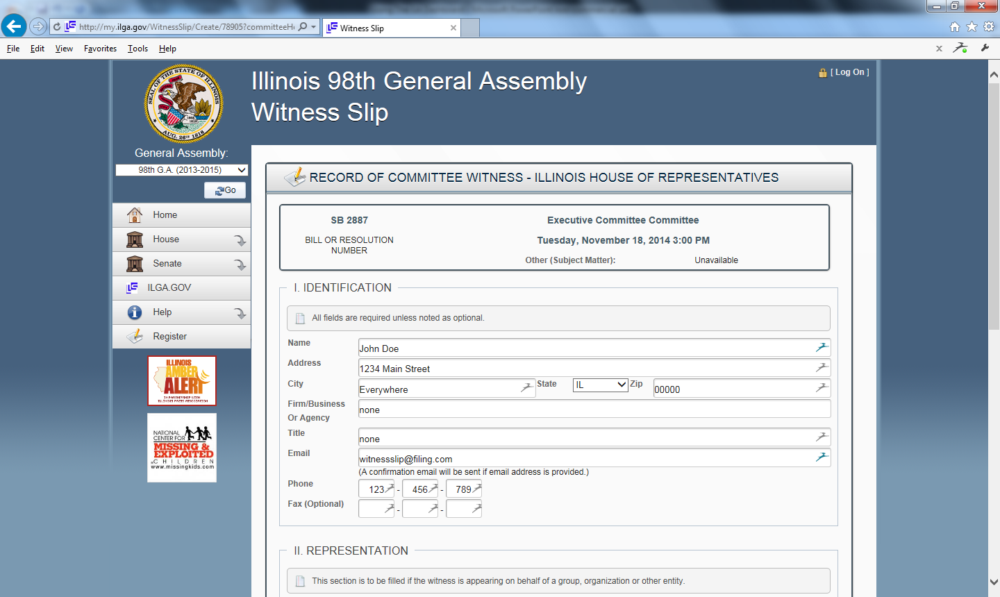 http://my.ilga.gov/WitnessSlip/Create/78905?committeeHe
Witness Slip
File Edit View Favorites Tools Help
SEAL OF THE STATE OF ILLINOIS
AUG. 26TH 1818
Illinois 98th General Assembly
Witness Slip
[ Log On ]
General Assembly:
98th G.A. (2013-2015)
Go
Home
House
Senate
ILGA.GOV
Help
Register
ILLINOIS
AMBER
ALERT
IN PARTNERSHIP WITH
ILLINOIS PRESS ASSOCIATION
NATIONAL
CENTER FOR
MISSING &
EXPLOITED
CHILDREN
www.missingkids.com
RECORD OF COMMITTEE WITNESS - ILLINOIS HOUSE OF REPRESENTATIVES
SB 2887
BILL OR RESOLUTION
NUMBER
Executive Committee Committee
Tuesday, November 18, 2014 3:00 PM
Other (Subject Matter): Unavailable
I. IDENTIFICATION
All fields are required unless noted as optional.
Name John Doe
Address 1234 Main Street
City Everywhere State IL Zip 00000
Firm/Business
Or Agency none
Title none
Email witnessslip@filing.com
(A confirmation email will be sent if email address is provided.)
Phone 123 - 456 - 789
Fax (Optional) - -
II. REPRESENTATION
This section is to be filled if the witness is appearing on behalf of a group, organization or other entity.